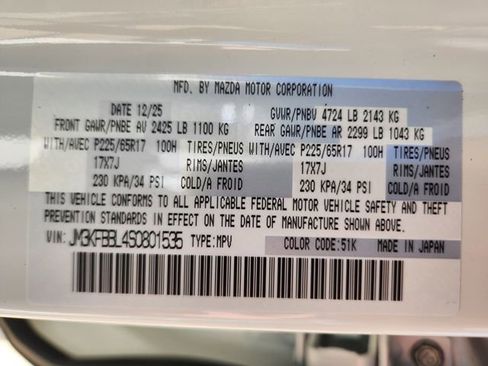 MFD. BY MAZDA MOTOR CORPORATION
DATE 12/25 GVWR/PNBV 4724 LB 2143 KG
FRONT GAWR/PNBE AV 2425 LB 1100 KG REAR GAWR/PNBE AR 2299 LB 1043 KG
WITH/AVEC P225/65R17 100H TIRES/PNEUS WITH/AVEC P225/65R17 100H TIRES/PNEUS
17X7J RIMS/JANTES 17X7J RIMS/JANTES
230 KPA/34 PSI COLD/A FROID 230 KPA/34 PSI COLD/A FROID
THIS VEHICLE CONFORMS TO ALL APPLICABLE FEDERAL MOTOR VEHICLE SAFETY AND THEFT
PREVENTION STANDARDS IN EFFECT ON THE DATE OF MANUFACTURE SHOWN ABOVE.
VIN: TYPE: MPV COLOR CODE: 51K MADE IN JAPAN